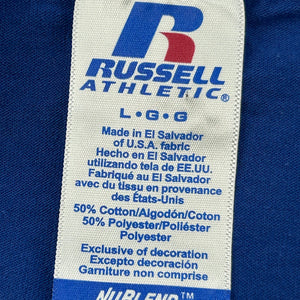 R
RUSSELL
ATHLETIC®
L • G • G
Made in El Salvador
of U.S.A. fabric
Hecho en El Salvador
utilizando tela de EE.UU.
Fabriqué au El Salvador
avec du tissu en provenance
des États-Unis
50% Cotton/Algodón/Coton
50% Polyester/Poliéster
Polyester
Exclusive of decoration
Excepto decoración
Garniture non comprise
NUBLEND